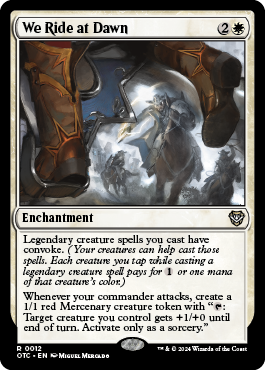 We Ride at Dawn 2
Enchantment
Legendary creature spells you cast have
convoke. (Your creatures can help cast those
spells. Each creature you tap while casting a
legendary creature spell pays for 1 or one mana
of that creature's color.)
Whenever your commander attacks, create a
1/1 red Mercenary creature token with “:
Target creature you control gets +1/+0 until
end of turn. Activate only as a sorcery.”
R 0012
OTC • EN Miguel Mercado
™ & © 2024 Wizards of the Coast